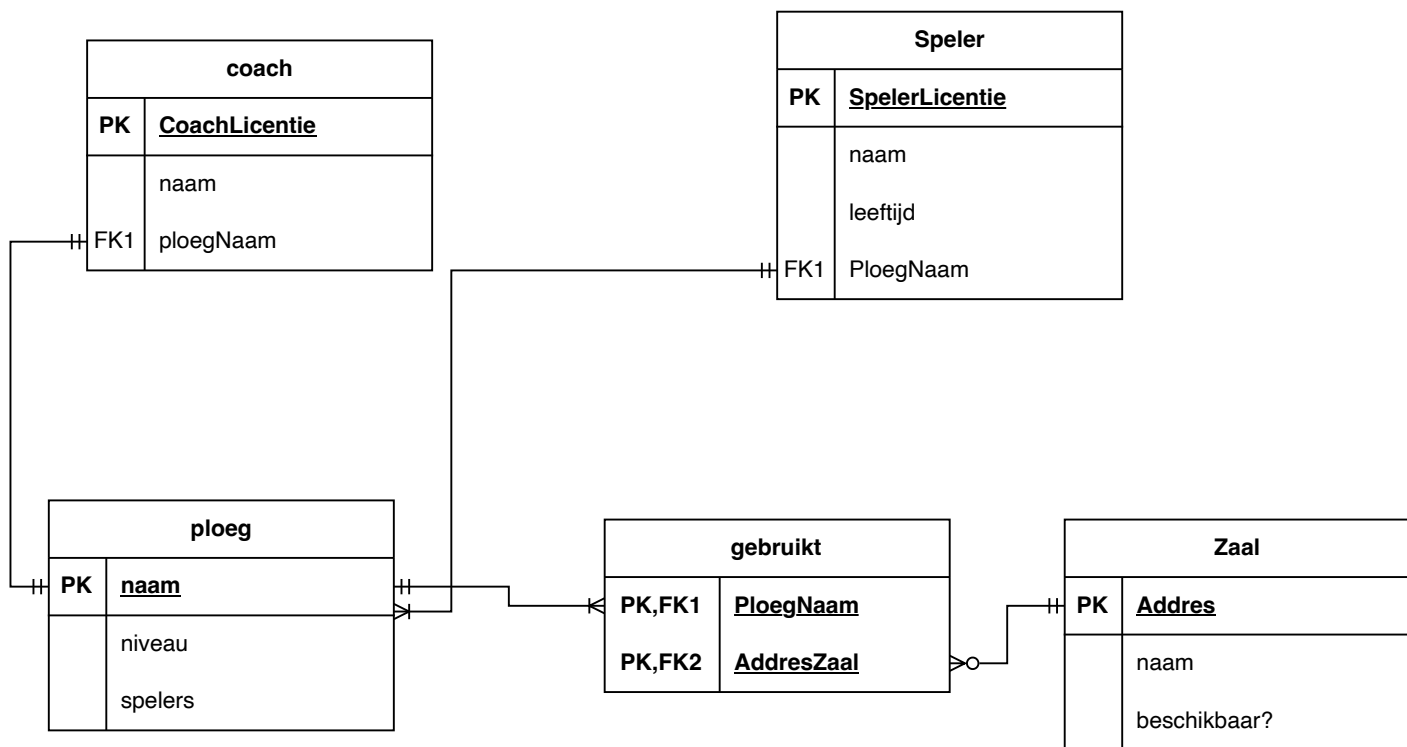 coach
PK CoachLicentie
naam
FK1 ploegNaam
Speler
PK SpelerLicentie
naam
leeftijd
FK1 PloegNaam
ploeg
PK naam
niveau
spelers
gebruikt
PK,FK1 PloegNaam
PK,FK2 AddresZaal
Zaal
PK Addres
naam
beschikbaar?